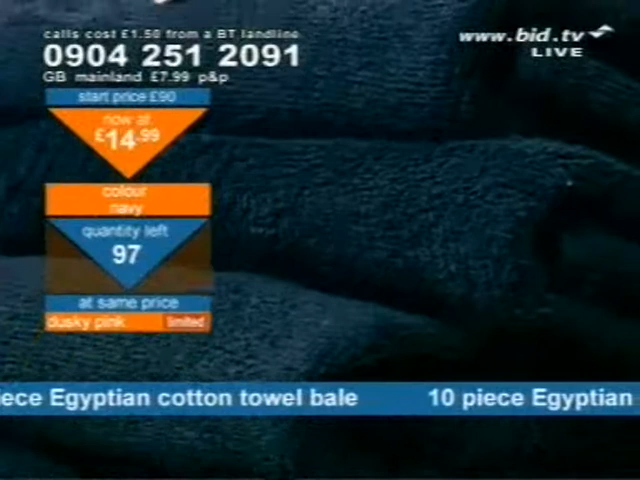 calls cost £1.50 from a BT landline
0904 251 2091
GB mainland £7.99 p&p
www.bid.tv
LIVE
start price £90
now at
£14.99
colour
navy
quantity left
97
at same price
dusky pink limited
iece Egyptian cotton towel bale 10 piece Egyptian